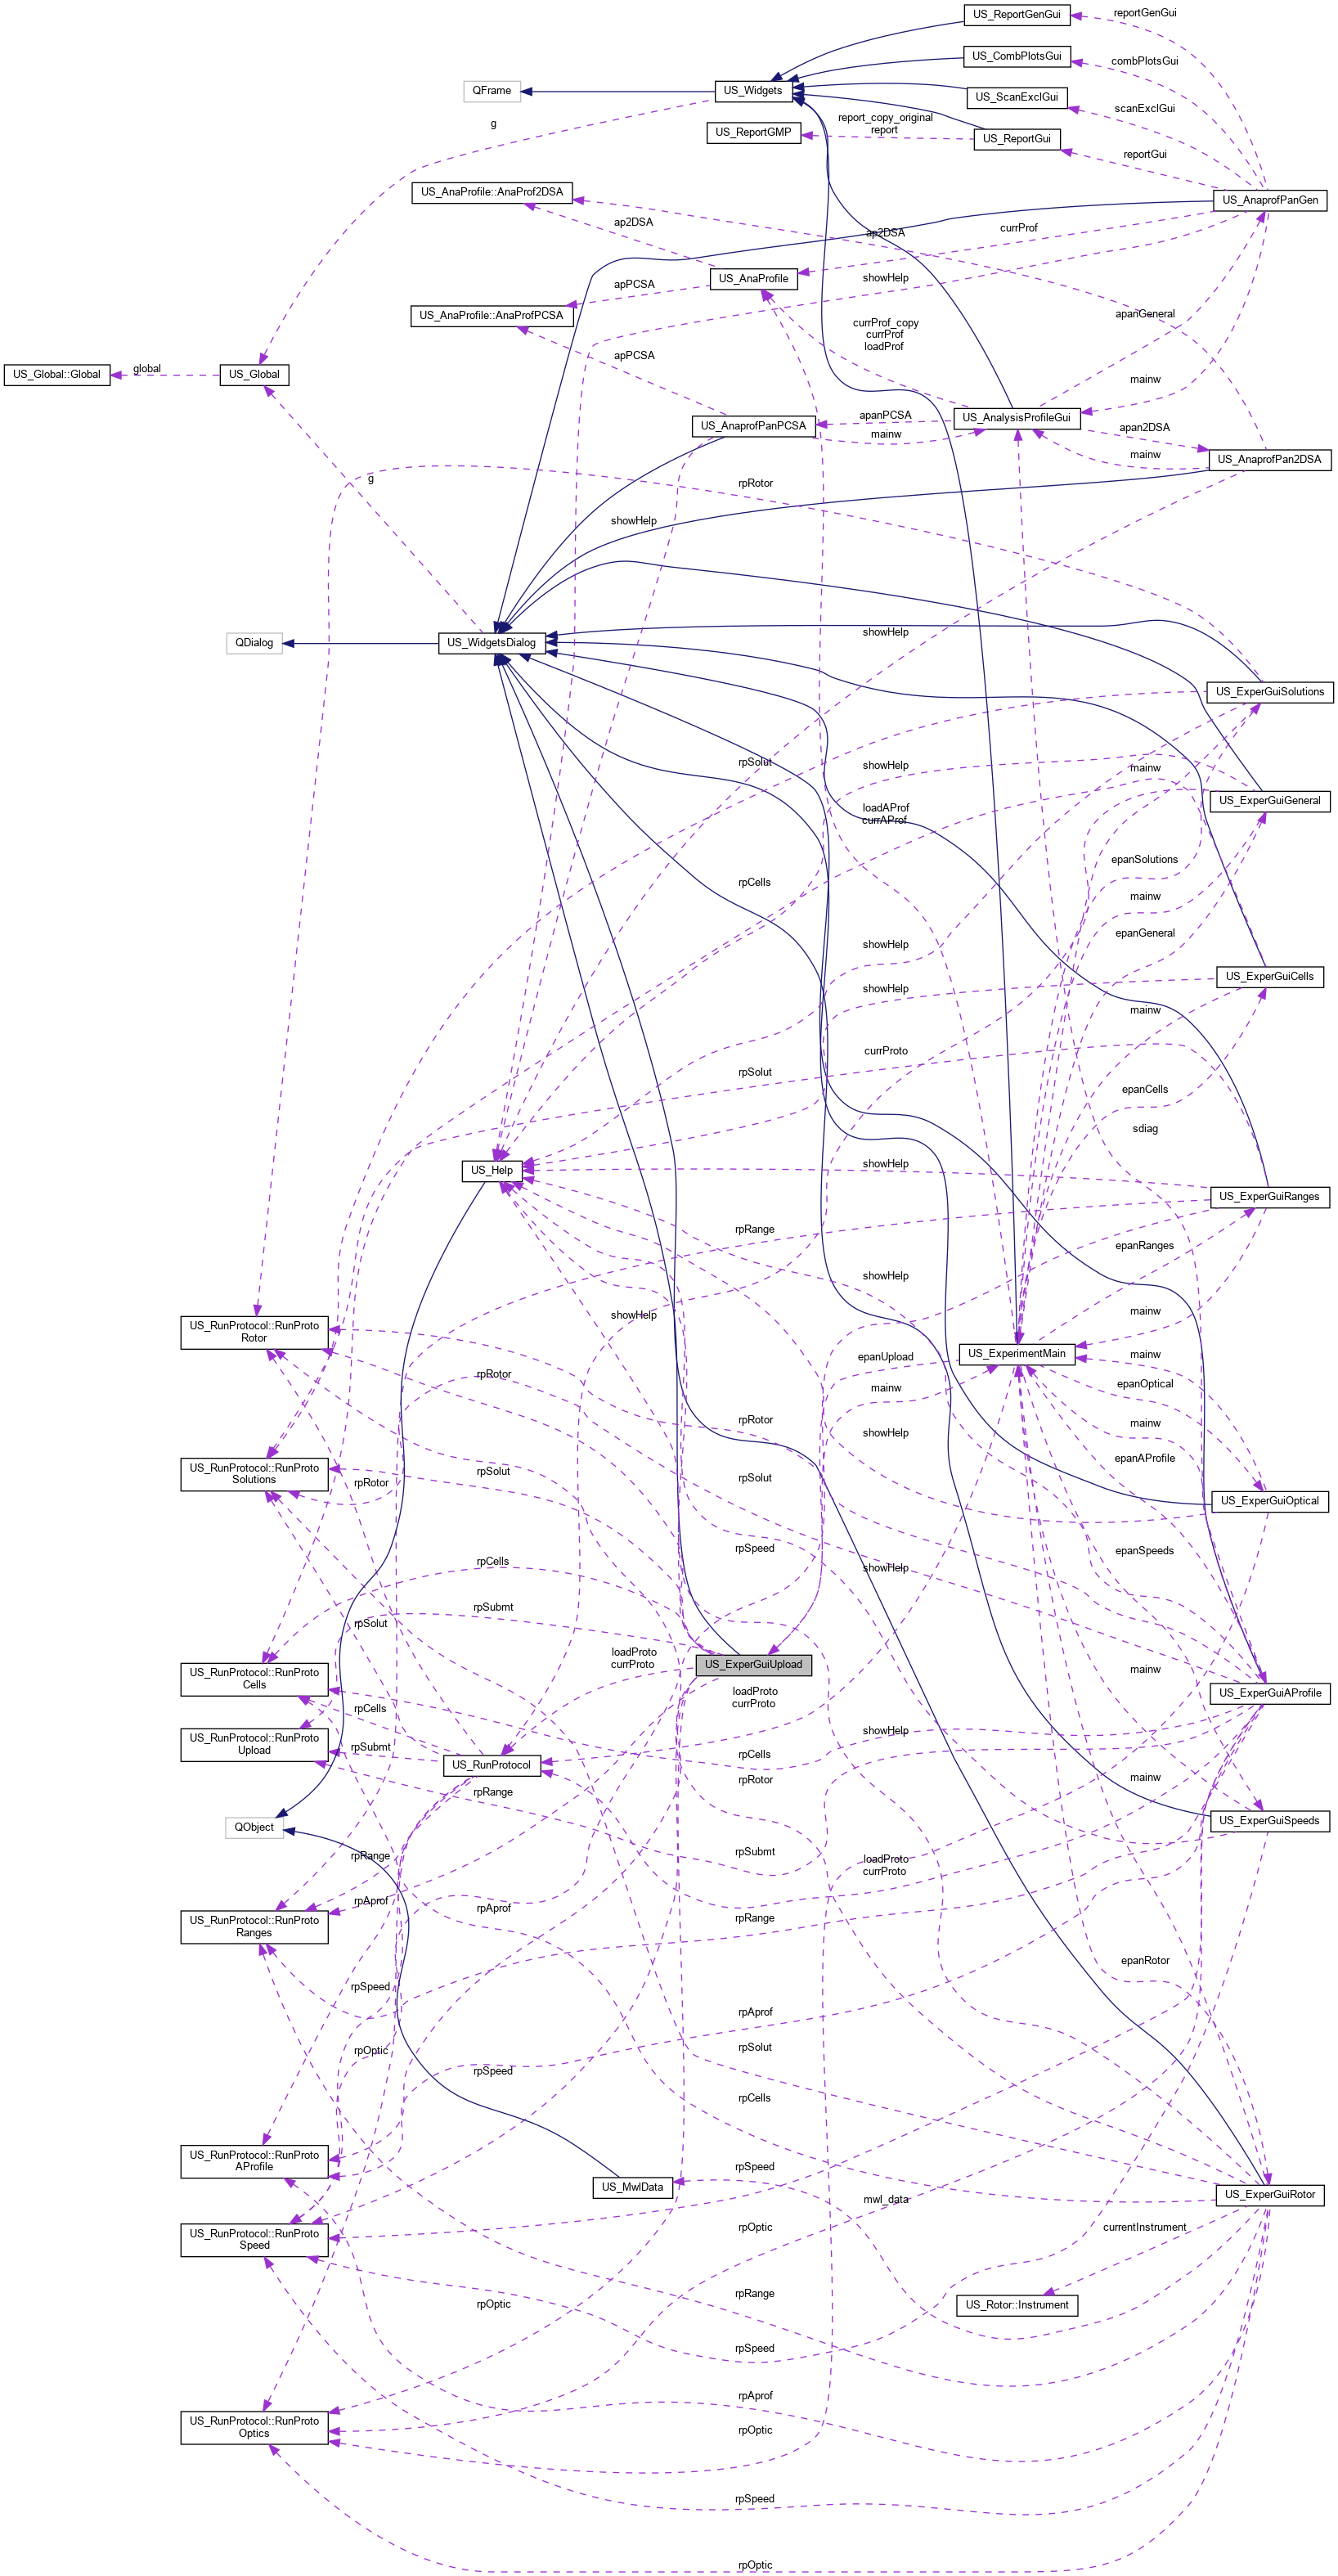 US_ReportGenGui
reportGenGui
US_CombPlotsGui
combPlotsGui
QFrame
US_Widgets
US_ScanExclGui
scanExclGui
g
US_ReportGMP
report_copy_original
report
US_ReportGui
reportGui
US_AnaProfile::AnaProf2DSA
US_AnaprofPanGen
ap2DSA
ap2DSA
currProf
US_AnaProfile
showHelp
apPCSA
US_AnaProfile::AnaProfPCSA
apanGeneral
currProf_copy
currProf
loadProf
apPCSA
US_Global::Global
global
US_Global
mainw
US_AnaprofPanPCSA
apanPCSA
US_AnalysisProfileGui
apan2DSA
mainw
mainw
US_AnaprofPan2DSA
g
rpRotor
showHelp
QDialog
US_WidgetsDialog
showHelp
US_ExperGuiSolutions
rpSolut
showHelp
mainw
US_ExperGuiGeneral
loadAProf
currAProf
epanSolutions
rpCells
mainw
epanGeneral
showHelp
US_ExperGuiCells
showHelp
mainw
currProto
rpSolut
epanCells
sdiag
US_Help
showHelp
US_ExperGuiRanges
rpRange
epanRanges
showHelp
showHelp
mainw
US_RunProtocol::RunProto
Rotor
epanUpload
US_ExperimentMain
mainw
rpRotor
mainw
epanOptical
rpRotor
showHelp
mainw
epanAProfile
US_RunProtocol::RunProto
Solutions
rpRotor
rpSolut
rpSolut
US_ExperGuiOptical
rpSpeed
epanSpeeds
rpCells
showHelp
rpSubmt
rpSolut
loadProto
currProto
US_ExperGuiUpload
mainw
US_RunProtocol::RunProto
Cells
loadProto
currProto
US_ExperGuiAProfile
rpCells
US_RunProtocol::RunProto
Upload
showHelp
rpSubmt
US_RunProtocol
rpCells
rpRange
rpRotor
mainw
QObject
US_ExperGuiSpeeds
rpRange
rpSubmt
loadProto
currProto
rpAprof
rpAprof
US_RunProtocol::RunProto
Ranges
rpRange
epanRotor
rpSpeed
rpAprof
rpOptic
rpSolut
rpSpeed
rpCells
US_RunProtocol::RunProto
AProfile
rpSpeed
US_MwlData
mwl_data
US_ExperGuiRotor
US_RunProtocol::RunProto
Speed
rpOptic
currentInstrument
rpOptic
rpRange
US_Rotor::Instrument
rpSpeed
rpAprof
US_RunProtocol::RunProto
Optics
rpOptic
rpSpeed
rpOptic